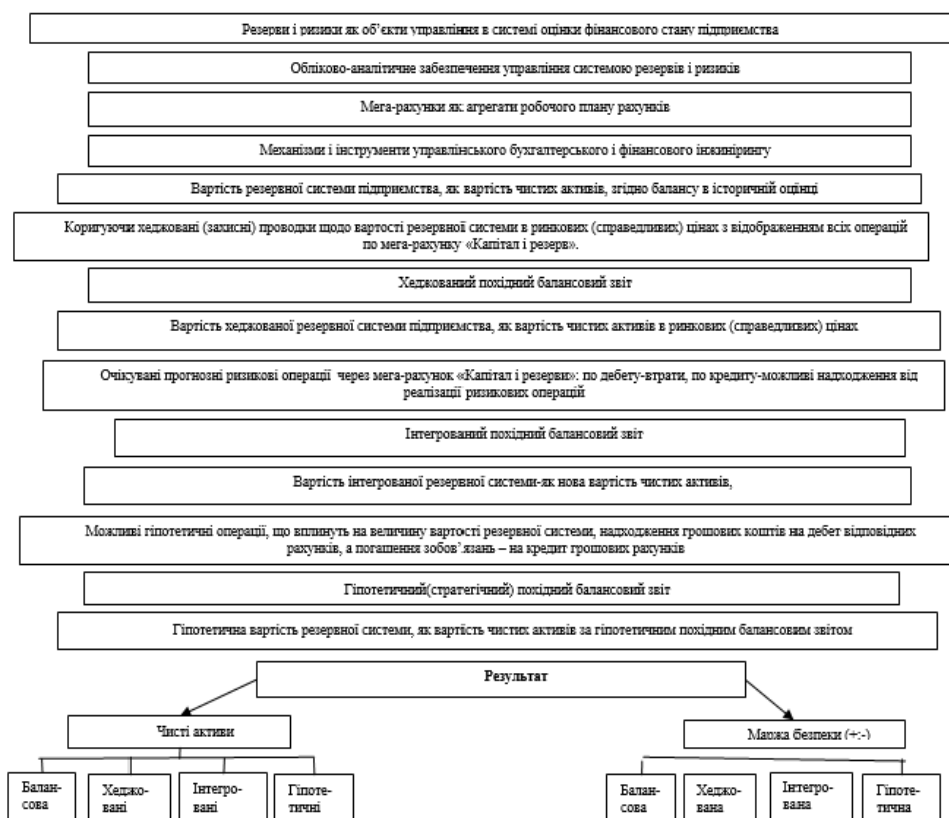 Резерви і ризики як об’єкти управління в системі оцінки фінансового стану підприємства
Обліково-аналітичне забезпечення управління системою резервів і ризиків
Мега-рахунки як агрегати робочого плану рахунків
Механізми і інструменти управлінського бухгалтерського і фінансового інжинірингу
Вартість резервної системи підприємства, як вартість чистих активів, згідно балансу в історичній оцінці
Коригуючи хеджовані (захисні) проводки щодо вартості резервної системи в ринкових (справедливих) цінах з відображенням всіх операцій
по мега-рахунку «Капітал і резерв».
Хеджований похідний балансовий звіт
Вартість хеджованої резервної системи підприємства, як вартість чистих активів в ринкових (справедливих) цінах
Очікувані прогнозні ризикові операції через мега-рахунок «Капітал і резерви»: по дебету-втрати, по кредиту-можливі надходження від
реалізації ризикових операцій
Інтегрований похідний балансовий звіт
Вартість інтегрованої резервної системи-як нова вартість чистих активів,
Можливі гіпотетичні операції, що вплинуть на величину вартості резервної системи, надходження грошових коштів на дебет відповідних
рахунків, а погашення зобов’язань – на кредит грошових рахунків
Гіпотетичний(стратегічний) похідний балансовий звіт
Гіпотетична вартість резервної системи, як вартість чистих активів за гіпотетичним похідним балансовим звітом
Результат
Чисті активи
Маржа безпеки (+;-)
Балан-
сова
Хеджо-
вані
Інтегро-
вані
Гіпоте-
тичні
Балан-
сова
Хеджо-
вана
Інтегро-
вана
Гіпоте-
тична